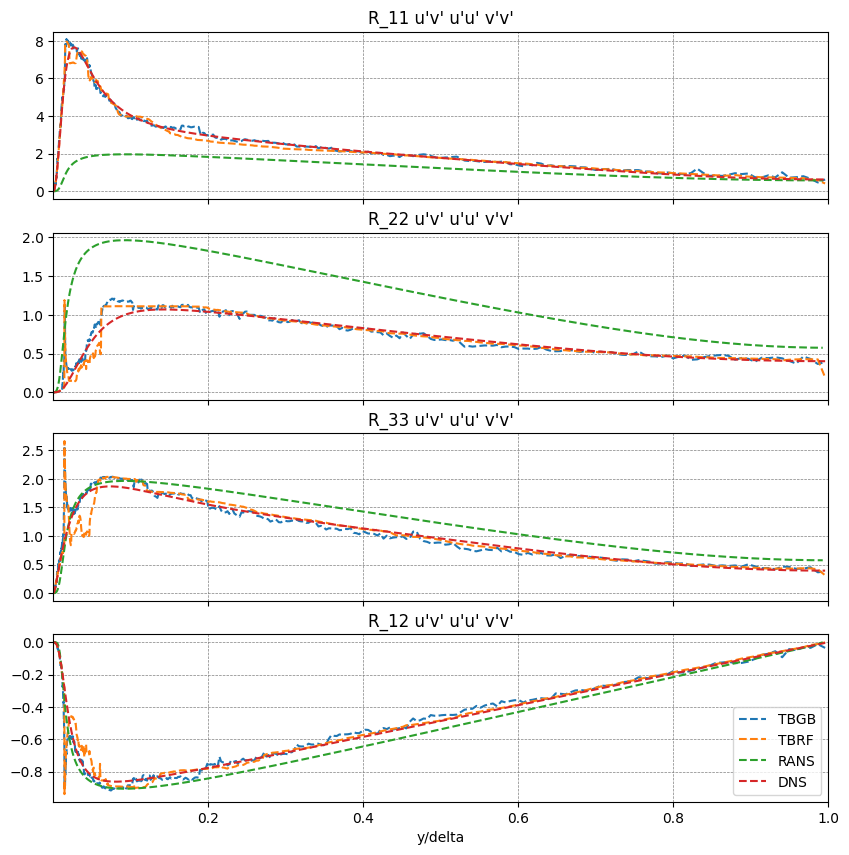 R_11 u'v' u'u' v'v'
8
6
4
2
0
R_22 u'v' u'u' v'v'
2.0
1.5
1.0
0.5
0.0
R_33 u'v' u'u' v'v'
2.5
2.0
1.5
1.0
0.5
0.0
R_12 u'v' u'u' v'v'
0.0
−0.2
−0.4
−0.6
−0.8
TBGB
TBRF
RANS
DNS
0.2 0.4 0.6 0.8 1.0
y/delta